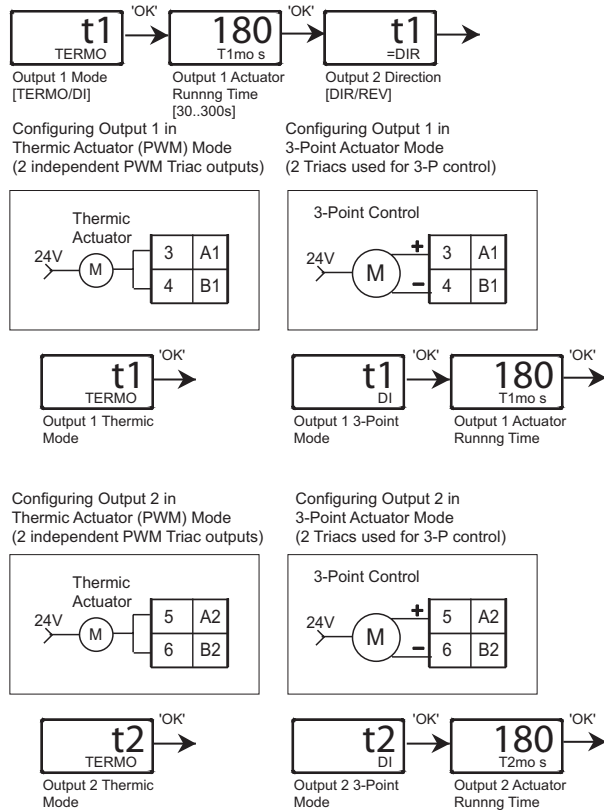 'OK' 'OK'
t1 180 t1
TERMO T1mo s =DIR
Output 1 Mode Output 1 Actuator Output 2 Direction
[TERMO/DI] Runnng Time [DIR/REV]
[30..300s]
Configuring Output 1 in Configuring Output 1 in
Thermic Actuator (PWM) Mode 3-Point Actuator Mode
(2 independent PWM Triac outputs) (2 Triacs used for 3-P control)
Thermic 3-Point Control
Actuator
24V M 3 A1 24V M + 3 A1
4 B1 − 4 B1
'OK' 'OK' 'OK'
t1 t1 180
TERMO DI T1mo s
Output 1 Thermic Output 1 3-Point Output 1 Actuator
Mode Mode Runnng Time
Configuring Output 2 in Configuring Output 2 in
Thermic Actuator (PWM) Mode 3-Point Actuator Mode
(2 independent PWM Triac outputs) (2 Triacs used for 3-P control)
Thermic 3-Point Control
Actuator
24V M 5 A2 24V M + 5 A2
6 B2 − 6 B2
'OK' 'OK' 'OK'
t2 t2 180
TERMO DI T2mo s
Output 2 Thermic Output 2 3-Point Output 2 Actuator
Mode Mode Runnng Time